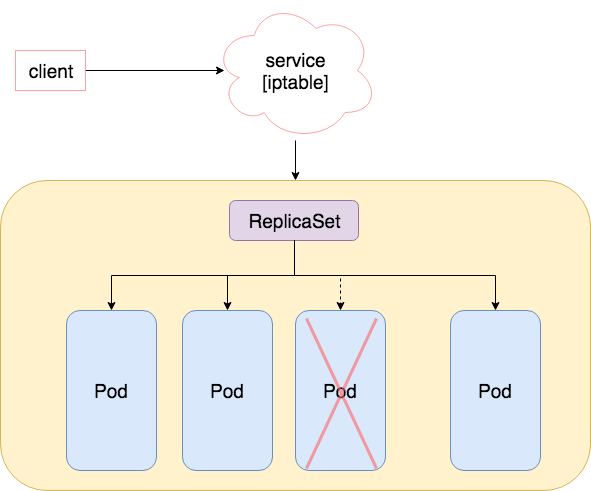 client
service
[iptable]
ReplicaSet
Pod
Pod
Pod
Pod